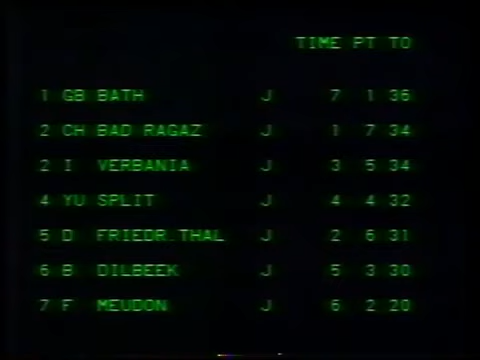 TIME PT TO
1 GB BATH J 7 1 36
2 CH BAD RAGAZ J 1 7 34
2 I VERBANIA J 3 5 34
4 YU SPLIT J 4 4 32
5 D FRIEDR.THAL J 2 6 31
6 B DILBEEK J 5 3 30
7 F MEUDON J 6 2 20